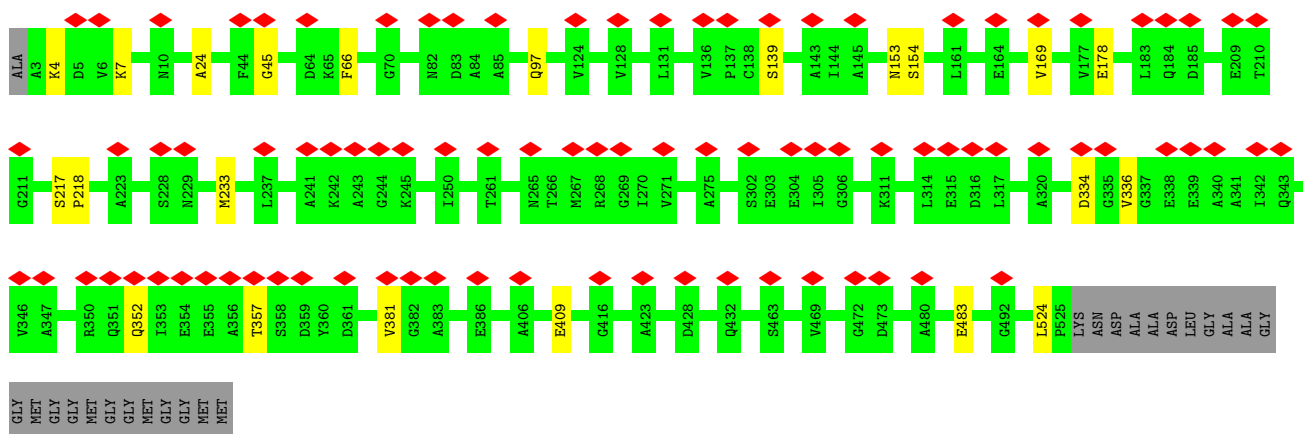 ALA A3 K4 D5 V6 K7 N10 A24 F44 G45 D64 K65 F66 G70 N82 D83 A84 A85 Q97 V124 V128 L131 V136 P137 C138 S139 A143 I144 A145 N153 S154 L161 E164 V169 V177 E178 L183 Q184 D185 E209 T210
G211 S217 P218 A223 S228 N229 M233 L237 A241 K242 A243 G244 K245 I250 T261 N265 T266 M267 R268 G269 I270 V271 A275 S302 E303 E304 I305 G306 K311 L314 E315 D316 L317 A320 D334 G335 V336 G337 E338 E339 A340 A341 I342 Q343
V346 A347 R350 Q351 Q352 I353 E354 E355 A356 T357 S358 D359 Y360 D361 V381 G382 A383 E386 A406 E409 G416 A423 D428 Q432 S463 V469 G472 D473 A480 E483 G492 L524 P525 LYS ASN ASP ALA ALA ASP LEU GLY ALA ALA ALA GLY
GLY MET GLY GLY MET GLY GLY MET GLY GLY MET MET